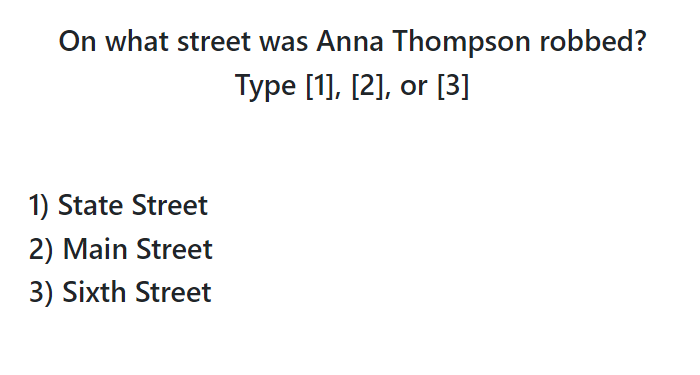 On what street was Anna Thompson robbed?
Type [1], [2], or [3]
1) State Street
2) Main Street
3) Sixth Street